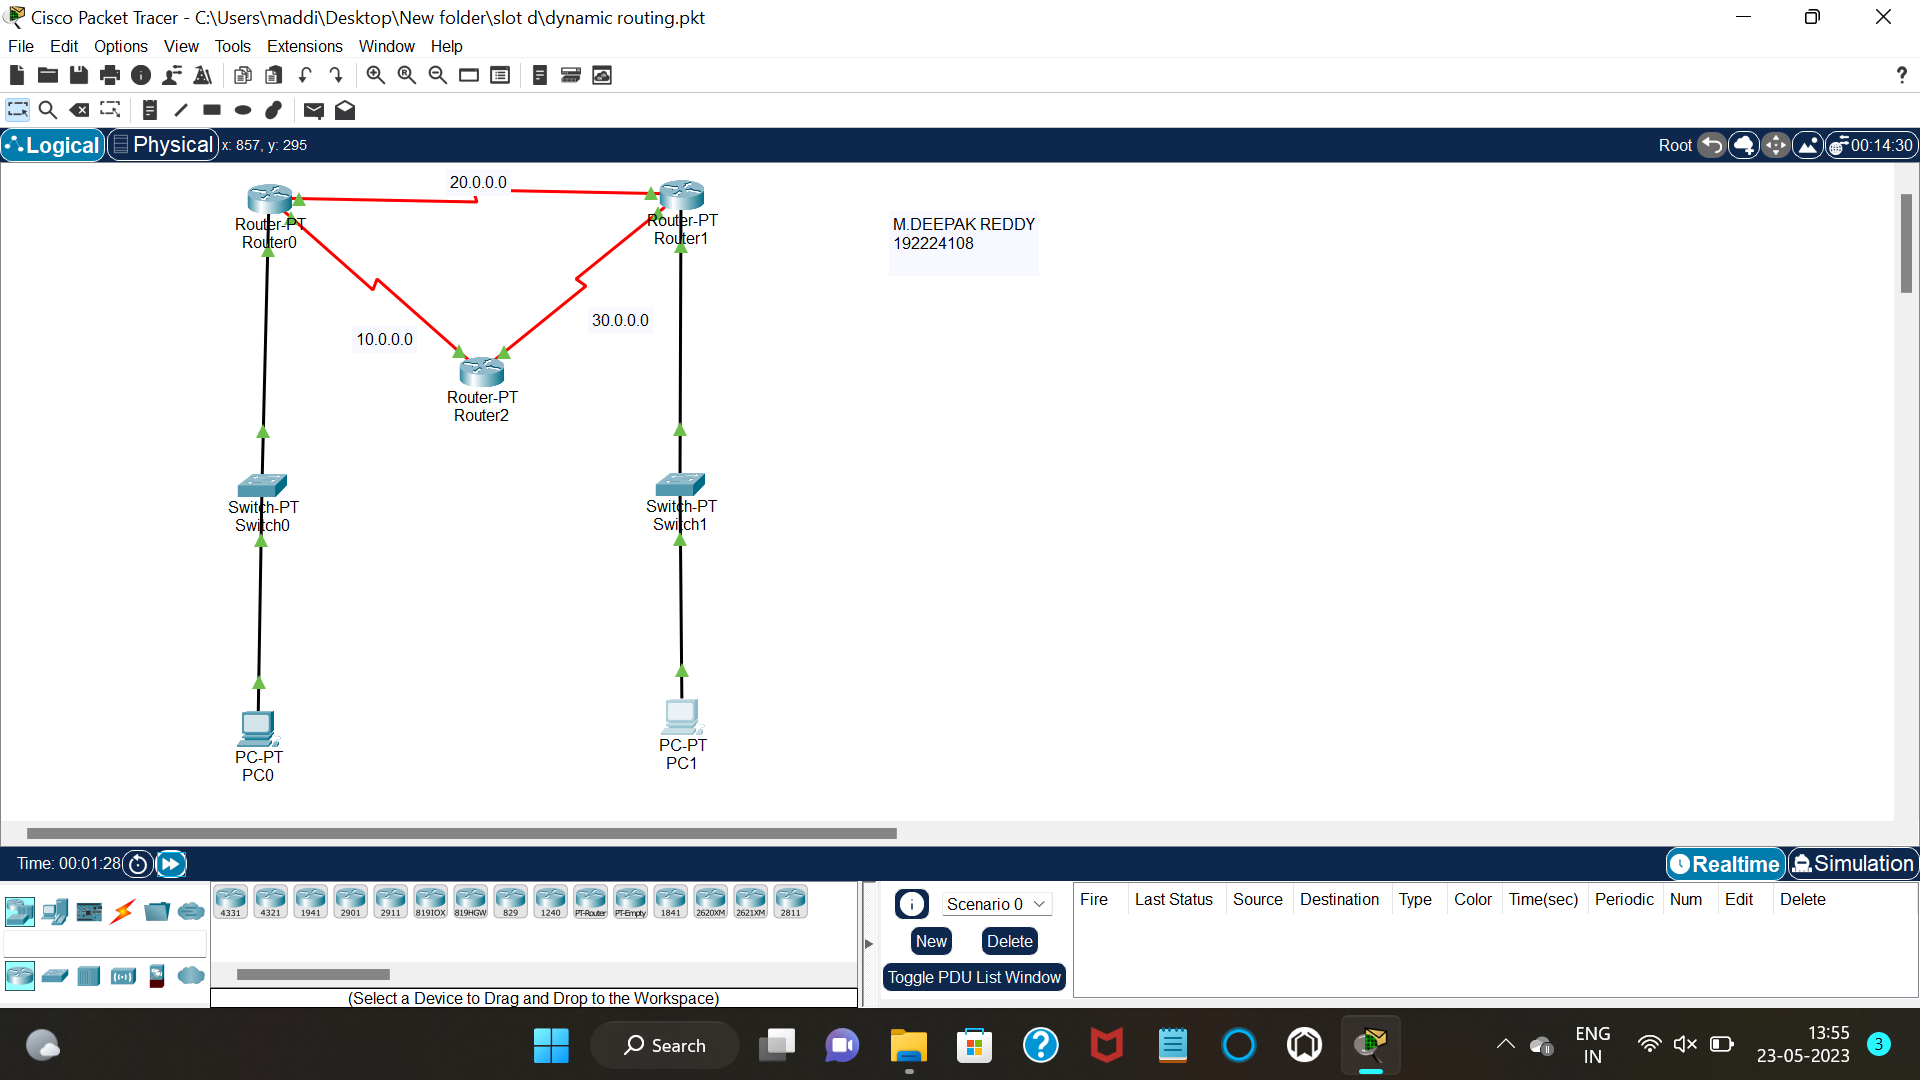 Cisco Packet Tracer - C:\Users\maddi\Desktop\New folder\slot d\dynamic routing.pkt
File Edit Options View Tools Extensions Window Help
?
Logical Physical x: 857, y: 295 Root 00:14:30
20.0.0.0
Router-PT
Router0
Router-PT
Router1
M.DEEPAK REDDY
192224108
10.0.0.0
30.0.0.0
Router-PT
Router2
Switch-PT
Switch0
Switch-PT
Switch1
PC-PT
PC0
PC-PT
PC1
Time: 00:01:28 Realtime Simulation
4331 4321 1941 2901 2911 819IOX 819HGW 829 1240 PT-Router PT-Empty 1841 2620XM 2621XM 2811
(Select a Device to Drag and Drop to the Workspace)
Scenario 0
New Delete
Toggle PDU List Window
Fire Last Status Source Destination Type Color Time(sec) Periodic Num Edit Delete
Search
ENG
IN
13:55
23-05-2023
3